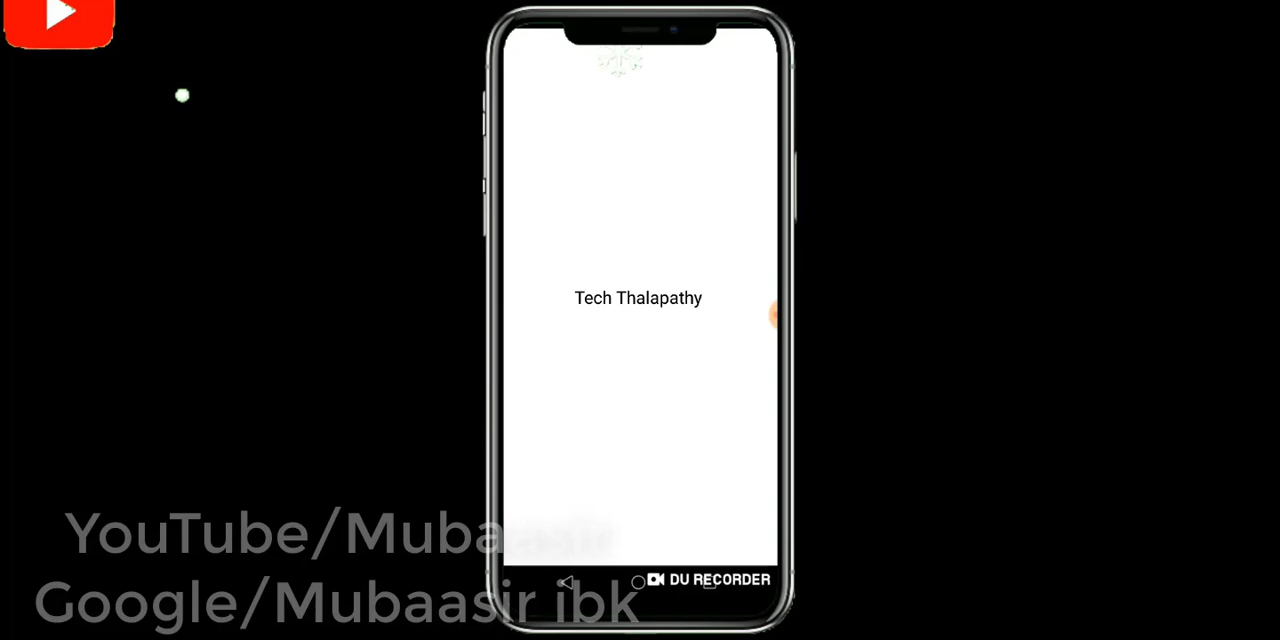 Tech Thalapathy
YouTube/Mubaasir
DU RECORDER
Google/Mubaasir ibk